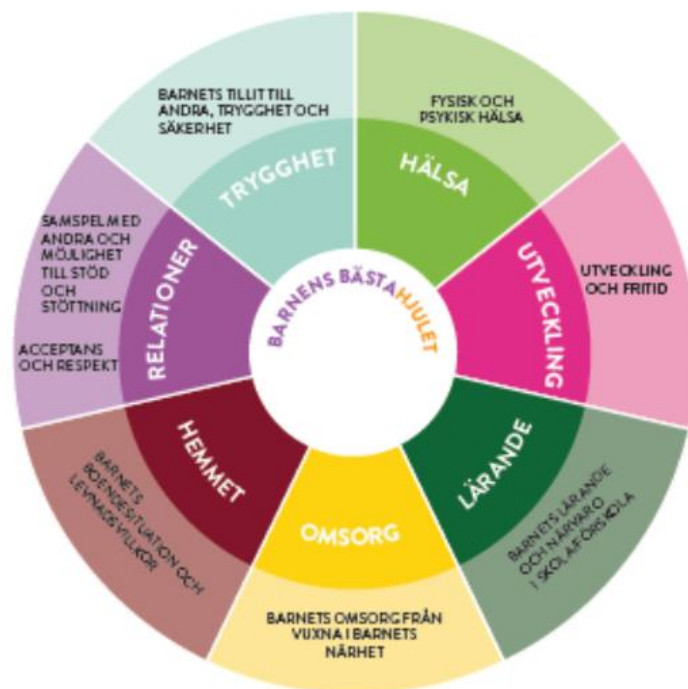 BARNETS TILLIT TILL
ANDRA, TRYGGHET OCH
SÄKERHET
TRYGGHET
FYSISK OCH
PSYKISK HÄLSA
HÄLSA
UTVECKLING
UTVECKLING
OCH FRITID
LÄRANDE
BARNETS LÄRANDE
OCH NÄRVARO
I SKOLA/FÖRSKOLA
OMSORG
BARNETS OMSORG FRÅN
VUXNA I BARNETS
NÄRHET
HEMMET
BARNETS
BOENDESITUATION OCH
LEVNADSVILLKOR
RELATIONER
SAMSPEL MED
ANDRA OCH
MÖJLIGHET
TILL STÖD
OCH
STÖTTNING
ACCEPTANS
OCH RESPEKT
BARNENS BÄSTAHJULET